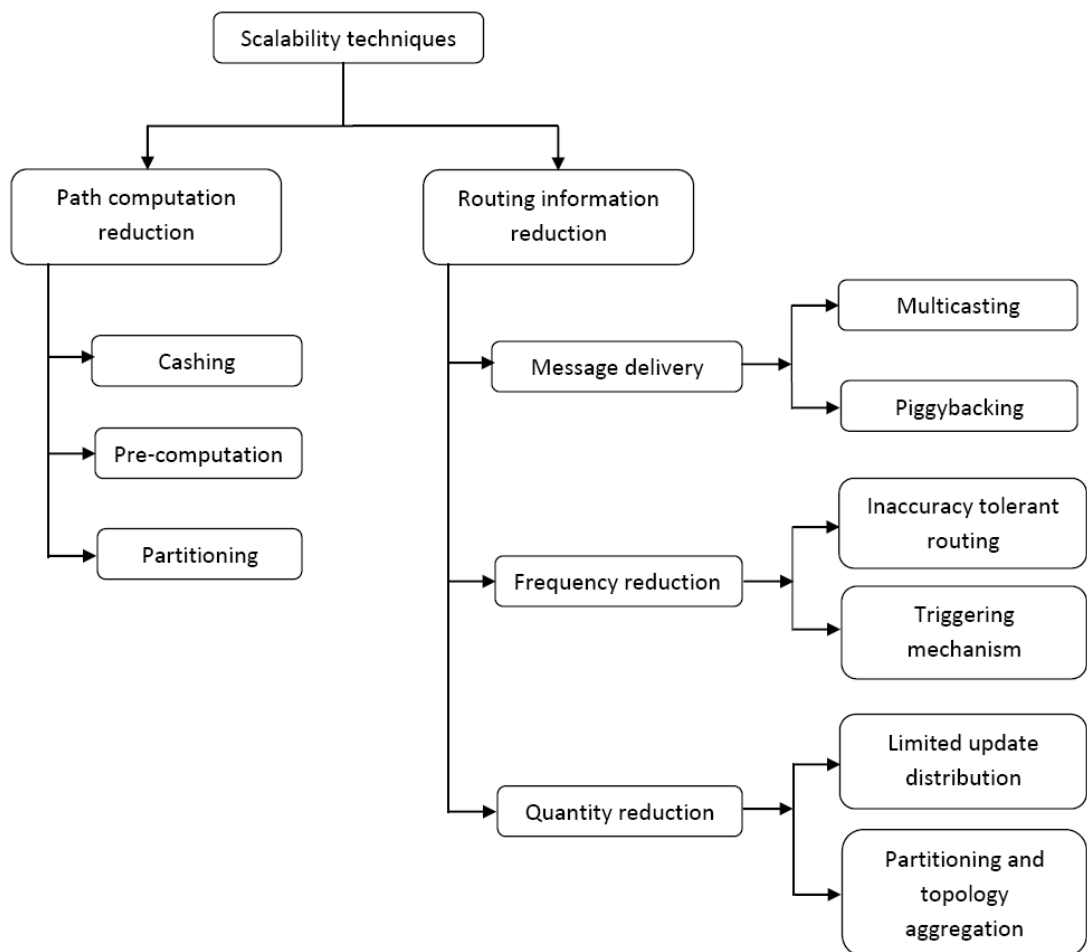 Scalability techniques
Path computation
reduction
Routing information
reduction
Cashing
Pre-computation
Partitioning
Message delivery
Multicasting
Piggybacking
Frequency reduction
Inaccuracy tolerant
routing
Triggering
mechanism
Quantity reduction
Limited update
distribution
Partitioning and
topology
aggregation